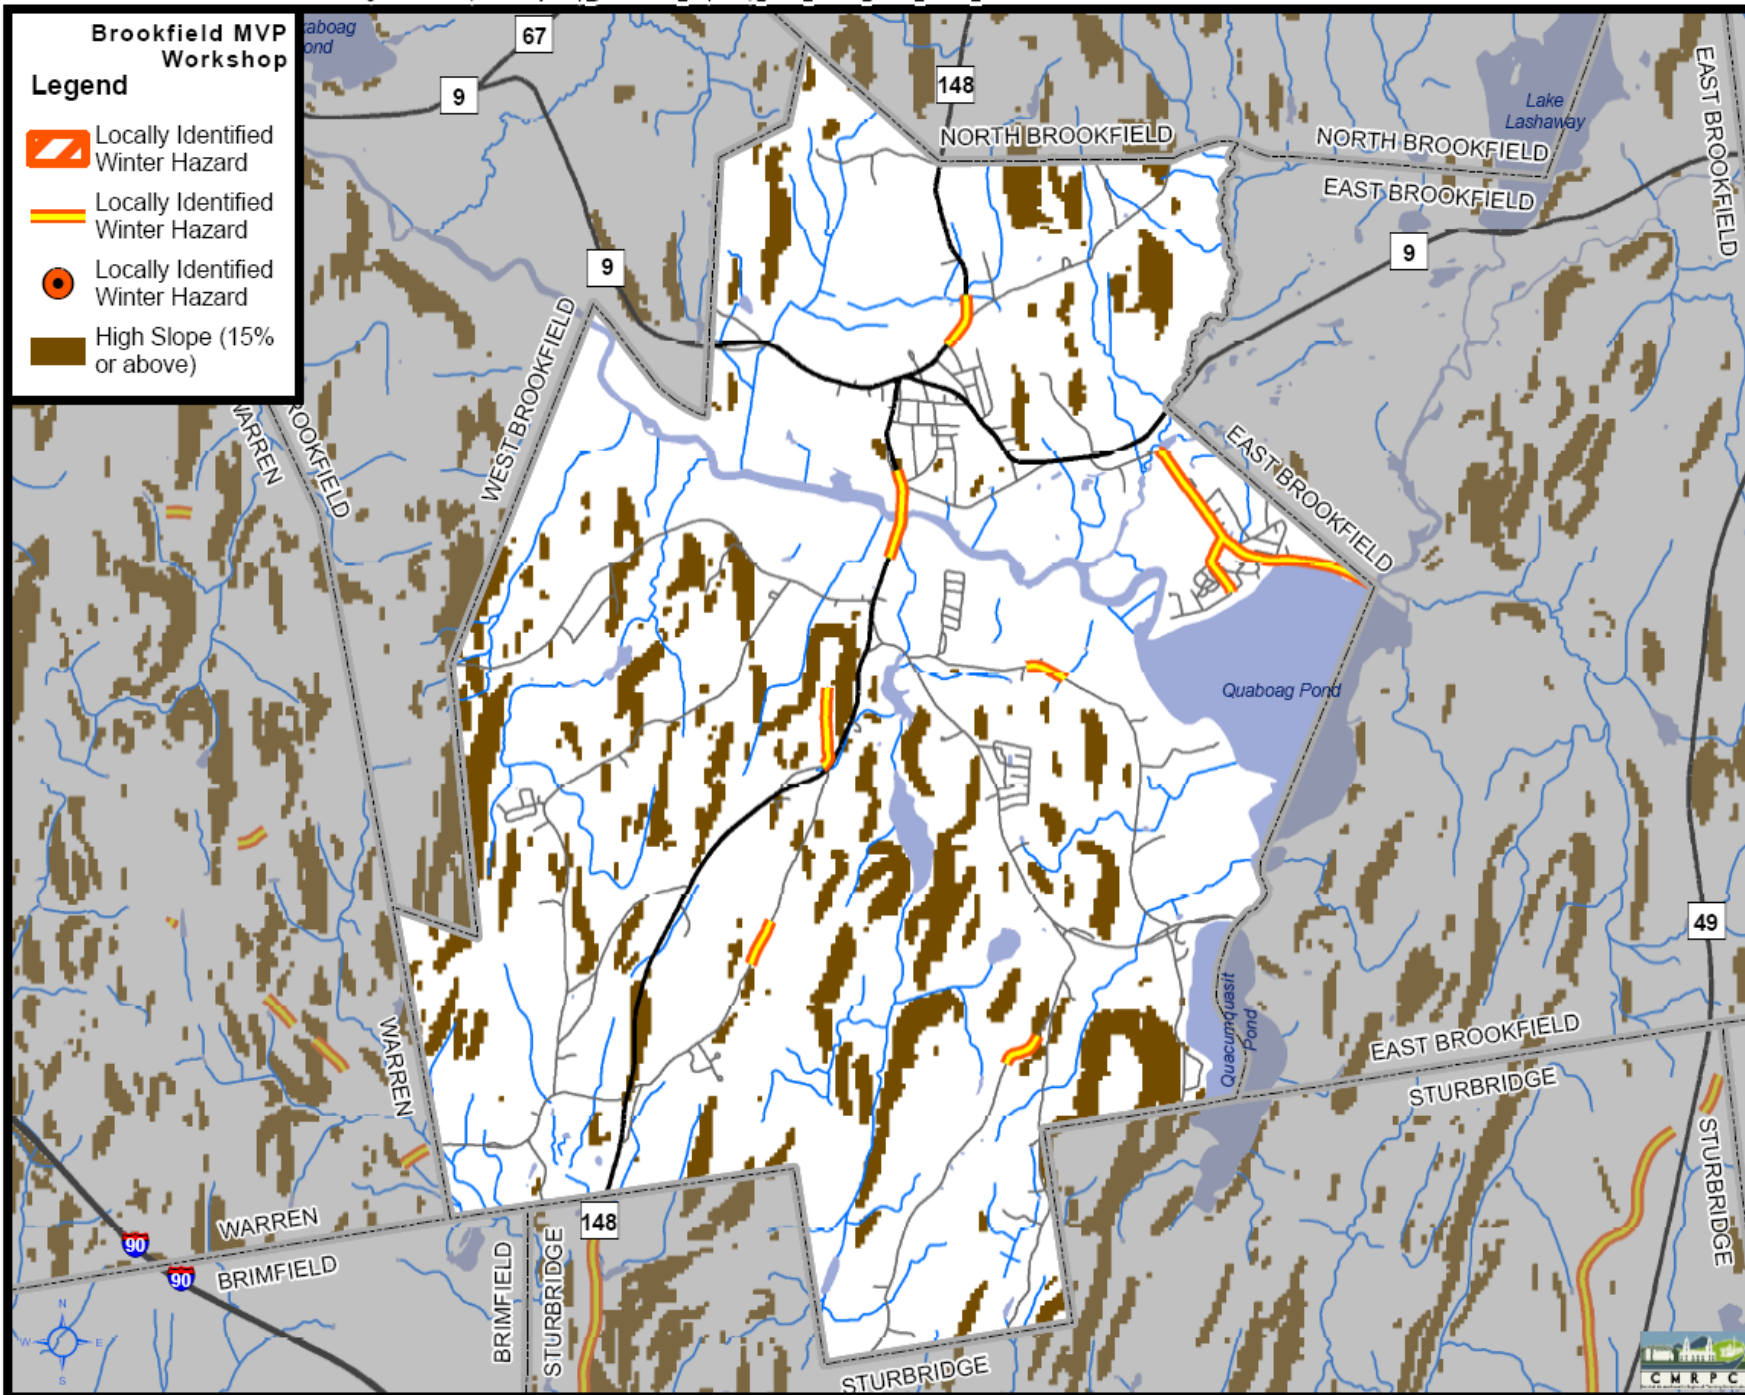 Brookfield MVP
Workshop
Legend
Locally Identified
Winter Hazard
Locally Identified
Winter Hazard
Locally Identified
Winter Hazard
High Slope (15%
or above)
67
9
148
NORTH BROOKFIELD
NORTH BROOKFIELD
Lake
Lashaway
EAST BROOKFIELD
EAST BROOKFIELD
9
9
WEST BROOKFIELD
WARREN
EAST BROOKFIELD
Quaboag Pond
49
WARREN
Quacumquasit
Pond
EAST BROOKFIELD
STURBRIDGE
STURBRIDGE
WARREN
BRIMFIELD
90
90
148
BRIMFIELD
STURBRIDGE
STURBRIDGE
N
W
E
S
CMRPC